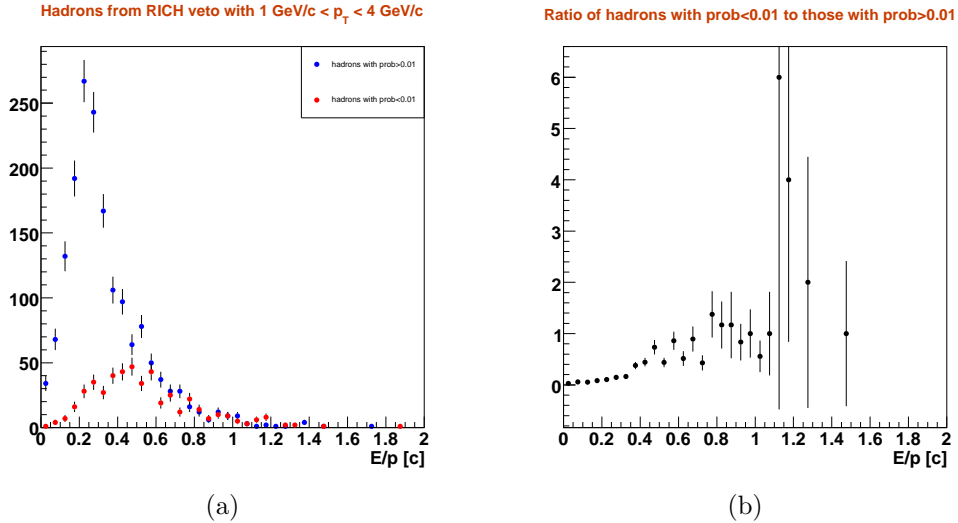 Hadrons from RICH veto with 1 GeV/c < p_T < 4 GeV/c
hadrons with prob>0.01
hadrons with prob<0.01
250
200
150
100
50
0
0 0.2 0.4 0.6 0.8 1 1.2 1.4 1.6 1.8 2
E/p [c]
(a)
Ratio of hadrons with prob<0.01 to those with prob>0.01
6
5
4
3
2
1
0
0 0.2 0.4 0.6 0.8 1 1.2 1.4 1.6 1.8 2
E/p [c]
(b)